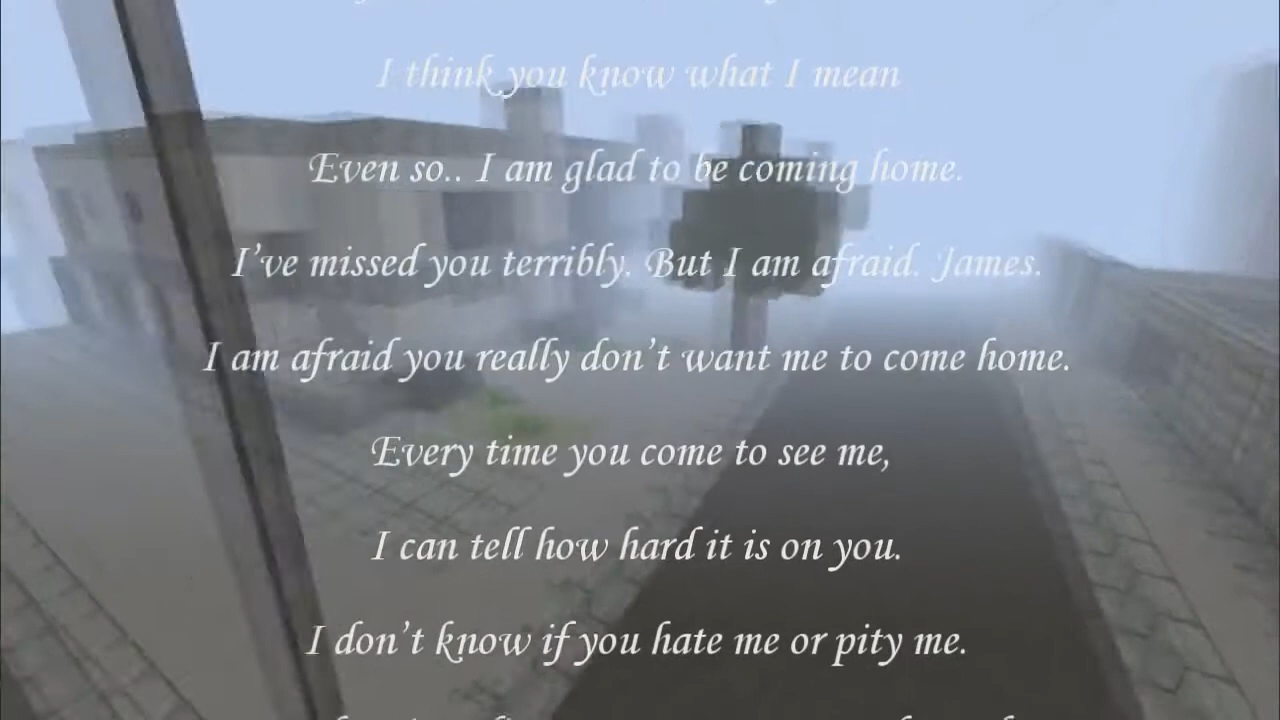 I think you know what I mean
Even so.. I am glad to be coming home.
I've missed you terribly. But I am afraid. James.
I am afraid you really don't want me to come home.
Every time you come to see me,
I can tell how hard it is on you.
I don't know if you hate me or pity me.